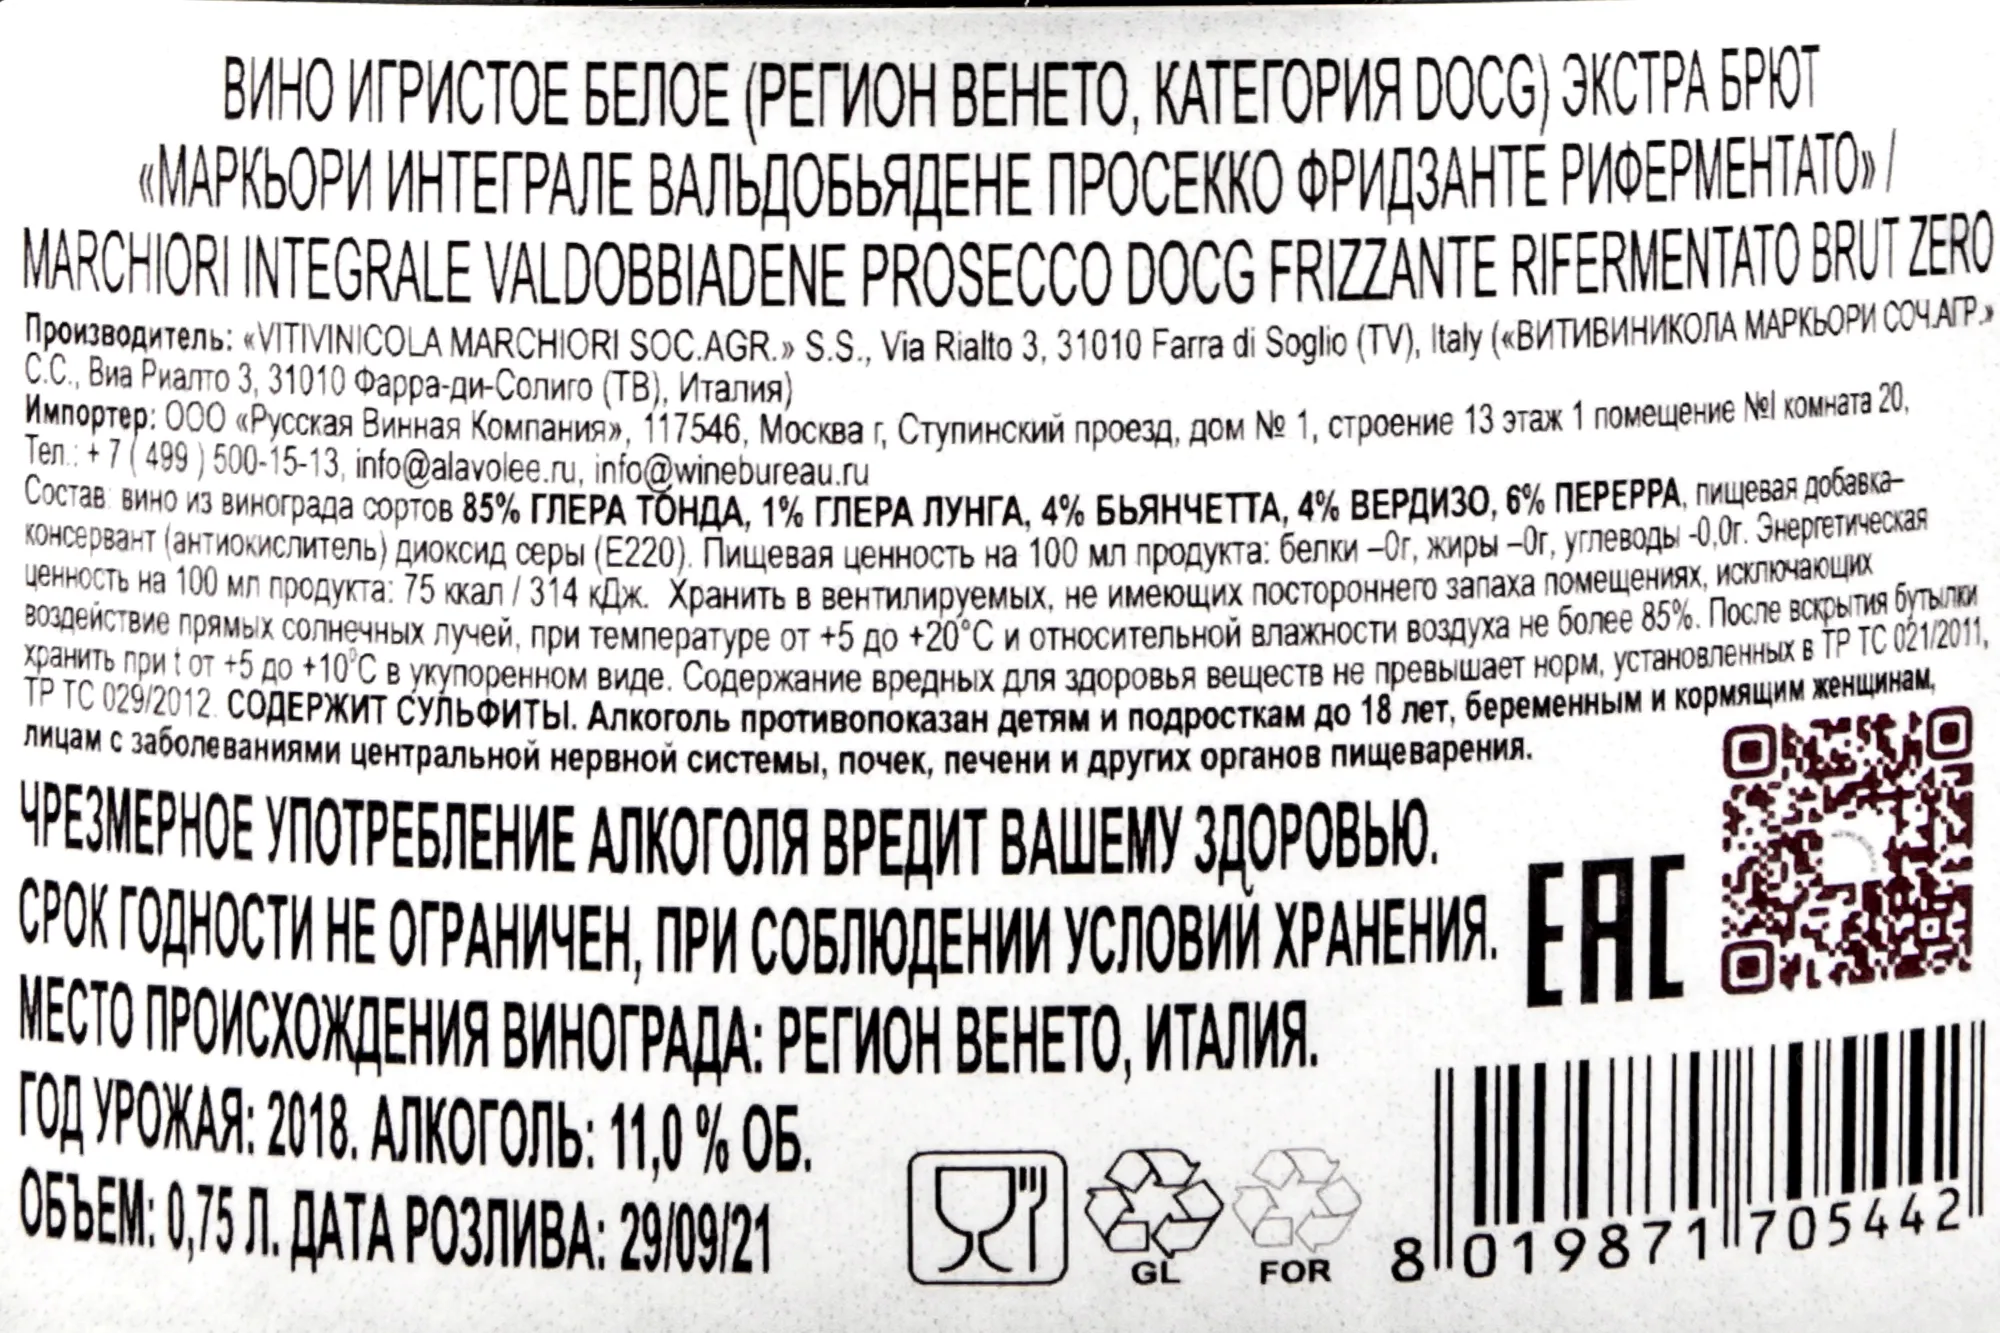 ВИНО ИГРИСТОЕ БЕЛОЕ (РЕГИОН ВЕНЕТО, КАТЕГОРИЯ DOCG) ЭКСТРА БРЮТ
«МАРКЬОРИ ИНТЕГРАЛЕ ВАЛЬДОБЬЯДЕНЕ ПРОСЕККО ФРИДЗАНТЕ РИФЕРМЕНТАТО» /
MARCHIORI INTEGRALE VALDOBBIADENE PROSECCO DOCG FRIZZANTE RIFERMENTATO BRUT ZERO
Производитель: «VITIVINICOLA MARCHIORI SOC.AGR.» S.S., Via Rialto 3, 31010 Farra di Soglio (TV), Italy («ВИТИВИНИКОЛА МАРКЬОРИ СОЧ.АГР.»
С.С., Виа Риалто 3, 31010 Фарра-ди-Солиго (ТВ), Италия)
Импортер: ООО «Русская Винная Компания», 117546, Москва г, Ступинский проезд, дом № 1, строение 13 этаж 1 помещение №I комната 20,
Тел.: + 7 ( 499 ) 500-15-13, info@alavolee.ru, info@winebureau.ru
Состав: вино из винограда сортов 85% ГЛЕРА ТОНДА, 1% ГЛЕРА ЛУНГА, 4% БЬЯНЧЕТТА, 4% ВЕРДИЗО, 6% ПЕРЕРРА, пищевая добавка–
консервант (антиокислитель) диоксид серы (Е220). Пищевая ценность на 100 мл продукта: белки –0г, жиры –0г, углеводы -0,0г. Энергетическая
ценность на 100 мл продукта: 75 ккал / 314 кДж. Хранить в вентилируемых, не имеющих постороннего запаха помещениях, исключающих
воздействие прямых солнечных лучей, при температуре от +5 до +20°С и относительной влажности воздуха не более 85%. После вскрытия бутылки
хранить при t от +5 до +10°С в укупоренном виде. Содержание вредных для здоровья веществ не превышает норм, установленных в ТР ТС 021/2011,
ТР ТС 029/2012. СОДЕРЖИТ СУЛЬФИТЫ. Алкоголь противопоказан детям и подросткам до 18 лет, беременным и кормящим женщинам,
лицам с заболеваниями центральной нервной системы, почек, печени и других органов пищеварения.
ЧРЕЗМЕРНОЕ УПОТРЕБЛЕНИЕ АЛКОГОЛЯ ВРЕДИТ ВАШЕМУ ЗДОРОВЬЮ.
СРОК ГОДНОСТИ НЕ ОГРАНИЧЕН, ПРИ СОБЛЮДЕНИИ УСЛОВИЙ ХРАНЕНИЯ.
МЕСТО ПРОИСХОЖДЕНИЯ ВИНОГРАДА: РЕГИОН ВЕНЕТО, ИТАЛИЯ.
ГОД УРОЖАЯ: 2018. АЛКОГОЛЬ: 11,0 % ОБ.
ОБЪЕМ: 0,75 Л. ДАТА РОЗЛИВА: 29/09/21
EAC
GL
FOR
8 019871 705442